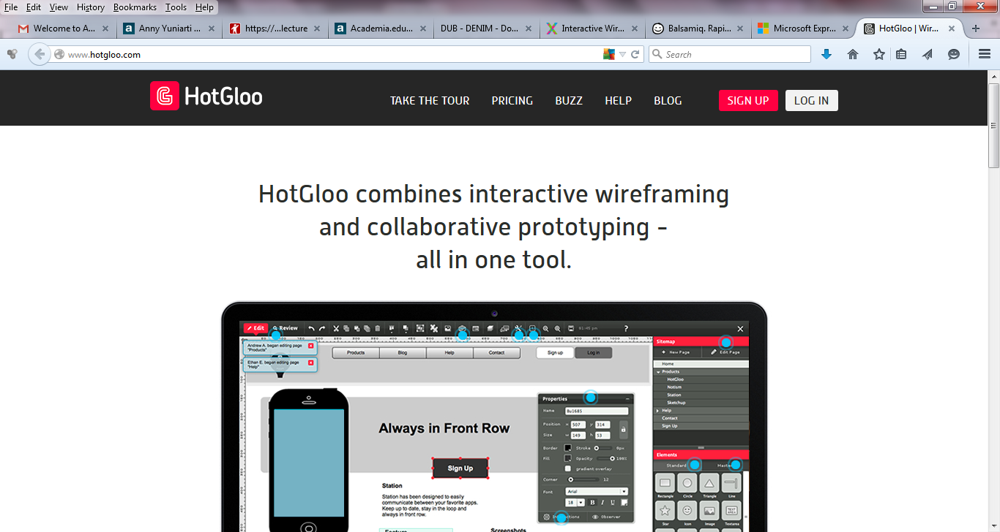 File Edit View History Bookmarks Tools Help
Welcome to A... Anny Yuniarti ... https://...lecture Academia.edu... DUB - DENIM - Do... Interactive Wir... Balsamiq. Rapi... Microsoft Expr... HotGloo | Wir...
www.hotgloo.com
Search
HotGloo
TAKE THE TOUR PRICING BUZZ HELP BLOG SIGN UP LOG IN
HotGloo combines interactive wireframing
and collaborative prototyping -
all in one tool.
Edit Review
Andrew A. began editing page
"Products"
Ethan E. began editing page
"Help"
Products Blog Help Contact Sign up Log in
Always in Front Row
Sign Up
Station
Station has been designed to easily
communicate between your favorite apps.
Keep up to date, stay in the loop and
always in front row.
Feature
Screenshots
Properties
Name Bu1685
Position x 507 y 314
Size w 149 h 53
Border Stroke 0px
Fill Opacity 100%
gradient overlay
Corner 12
Font Arial
18 B I U
Observer
Sitemap
+ New Page Edit Page
Home
Products
HotGloo
Notism
Station
Sketchup
Help
Contact
Sign Up
Elements
Standard
Rectangle Circle Triangle Line
Star Icon Image Textarea